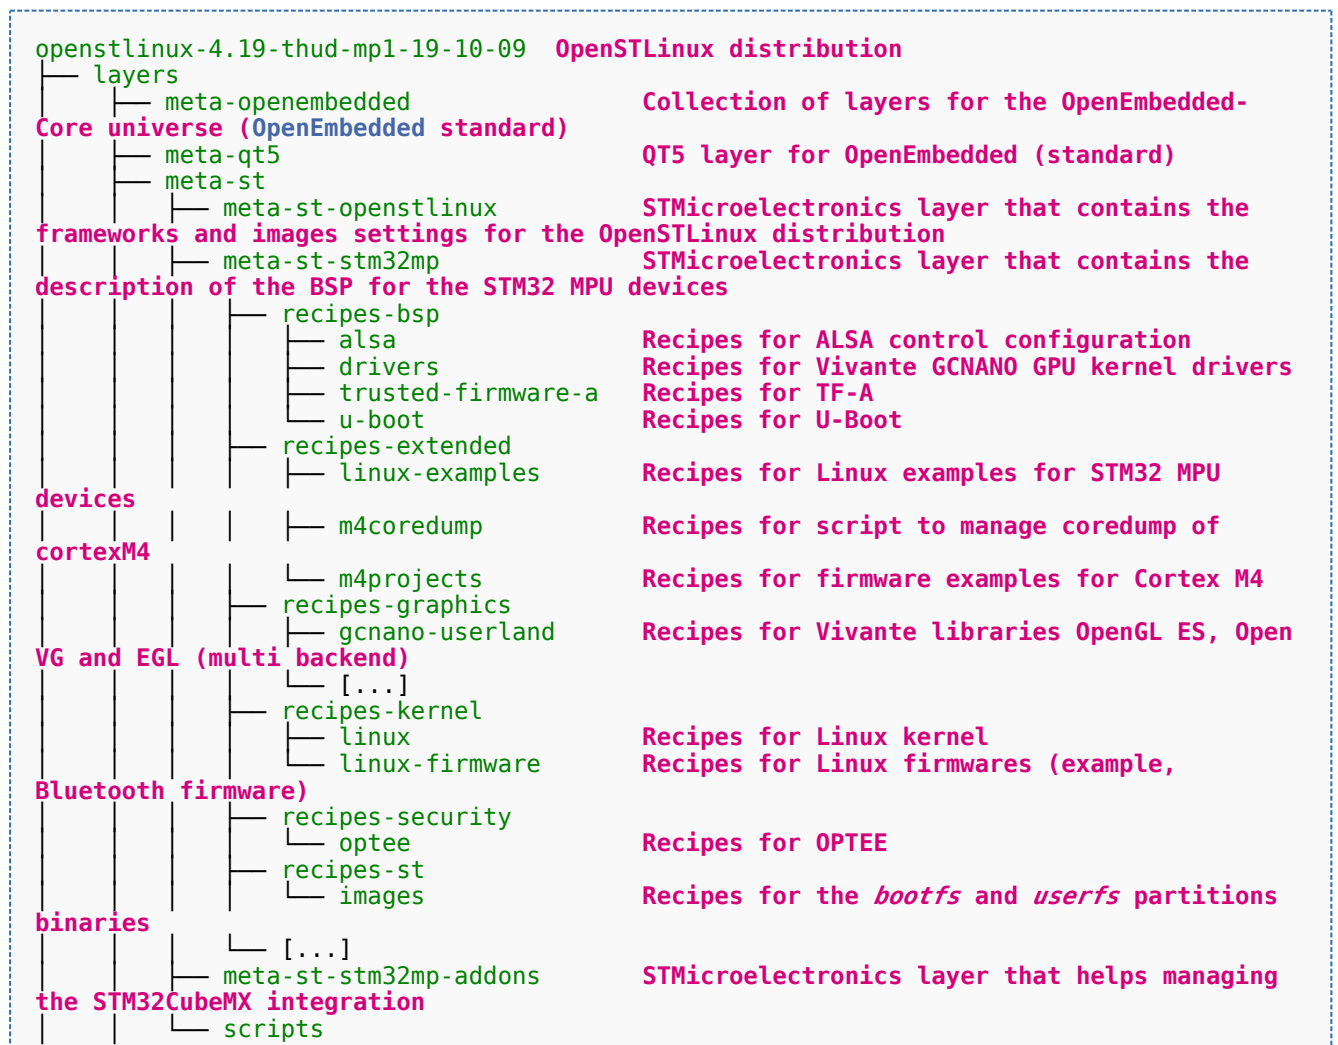 openstlinux-4.19-thud-mp1-19-10-09  OpenSTLinux distribution
├── layers
│    ├── meta-openembedded                Collection of layers for the OpenEmbedded-
Core universe (OpenEmbedded standard)
│    ├── meta-qt5                         QT5 layer for OpenEmbedded (standard)
│    ├── meta-st
│    │   ├── meta-st-openstlinux          STMicroelectronics layer that contains the
frameworks and images settings for the OpenSTLinux distribution
│    │   ├── meta-st-stm32mp              STMicroelectronics layer that contains the
description of the BSP for the STM32 MPU devices
│    │   │   ├── recipes-bsp
│    │   │   │   ├── alsa                 Recipes for ALSA control configuration
│    │   │   │   ├── drivers              Recipes for Vivante GCNANO GPU kernel drivers
│    │   │   │   ├── trusted-firmware-a   Recipes for TF-A
│    │   │   │   └── u-boot               Recipes for U-Boot
│    │   │   ├── recipes-extended
│    │   │   │   ├── linux-examples       Recipes for Linux examples for STM32 MPU
devices
│    │   │   │   ├── m4coredump           Recipes for script to manage coredump of
cortexM4
│    │   │   │   └── m4projects           Recipes for firmware examples for Cortex M4
│    │   │   ├── recipes-graphics
│    │   │   │   ├── gcnano-userland      Recipes for Vivante libraries OpenGL ES, Open
VG and EGL (multi backend)
│    │   │   │   └── [...]
│    │   │   ├── recipes-kernel
│    │   │   │   ├── linux                Recipes for Linux kernel
│    │   │   │   └── linux-firmware       Recipes for Linux firmwares (example,
Bluetooth firmware)
│    │   │   ├── recipes-security
│    │   │   │   └── optee                Recipes for OPTEE
│    │   │   ├── recipes-st
│    │   │   │   └── images               Recipes for the bootfs and userfs partitions
binaries
│    │   │   └── [...]
│    │   ├── meta-st-stm32mp-addons       STMicroelectronics layer that helps managing
the STM32CubeMX integration
│    │   └── scripts